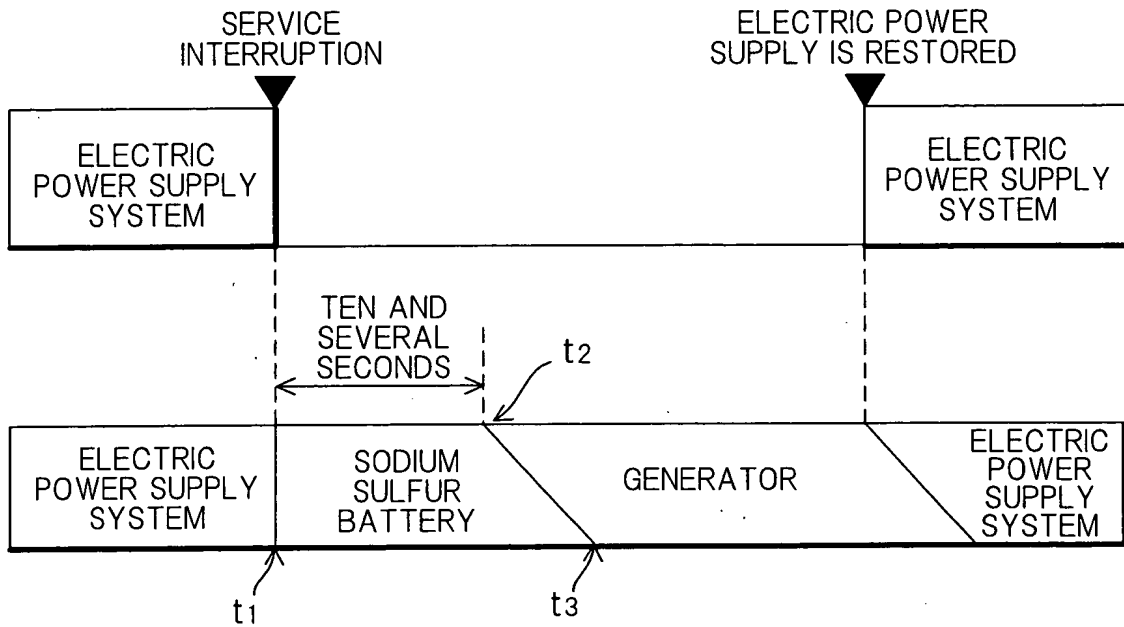 SERVICE
INTERRUPTION
ELECTRIC POWER
SUPPLY IS RESTORED
ELECTRIC
POWER SUPPLY
SYSTEM
ELECTRIC
POWER SUPPLY
SYSTEM
TEN AND
SEVERAL
SECONDS
t2
ELECTRIC
POWER SUPPLY
SYSTEM
SODIUM
SULFUR
BATTERY
GENERATOR
ELECTRIC
POWER
SUPPLY
SYSTEM
t1
t3